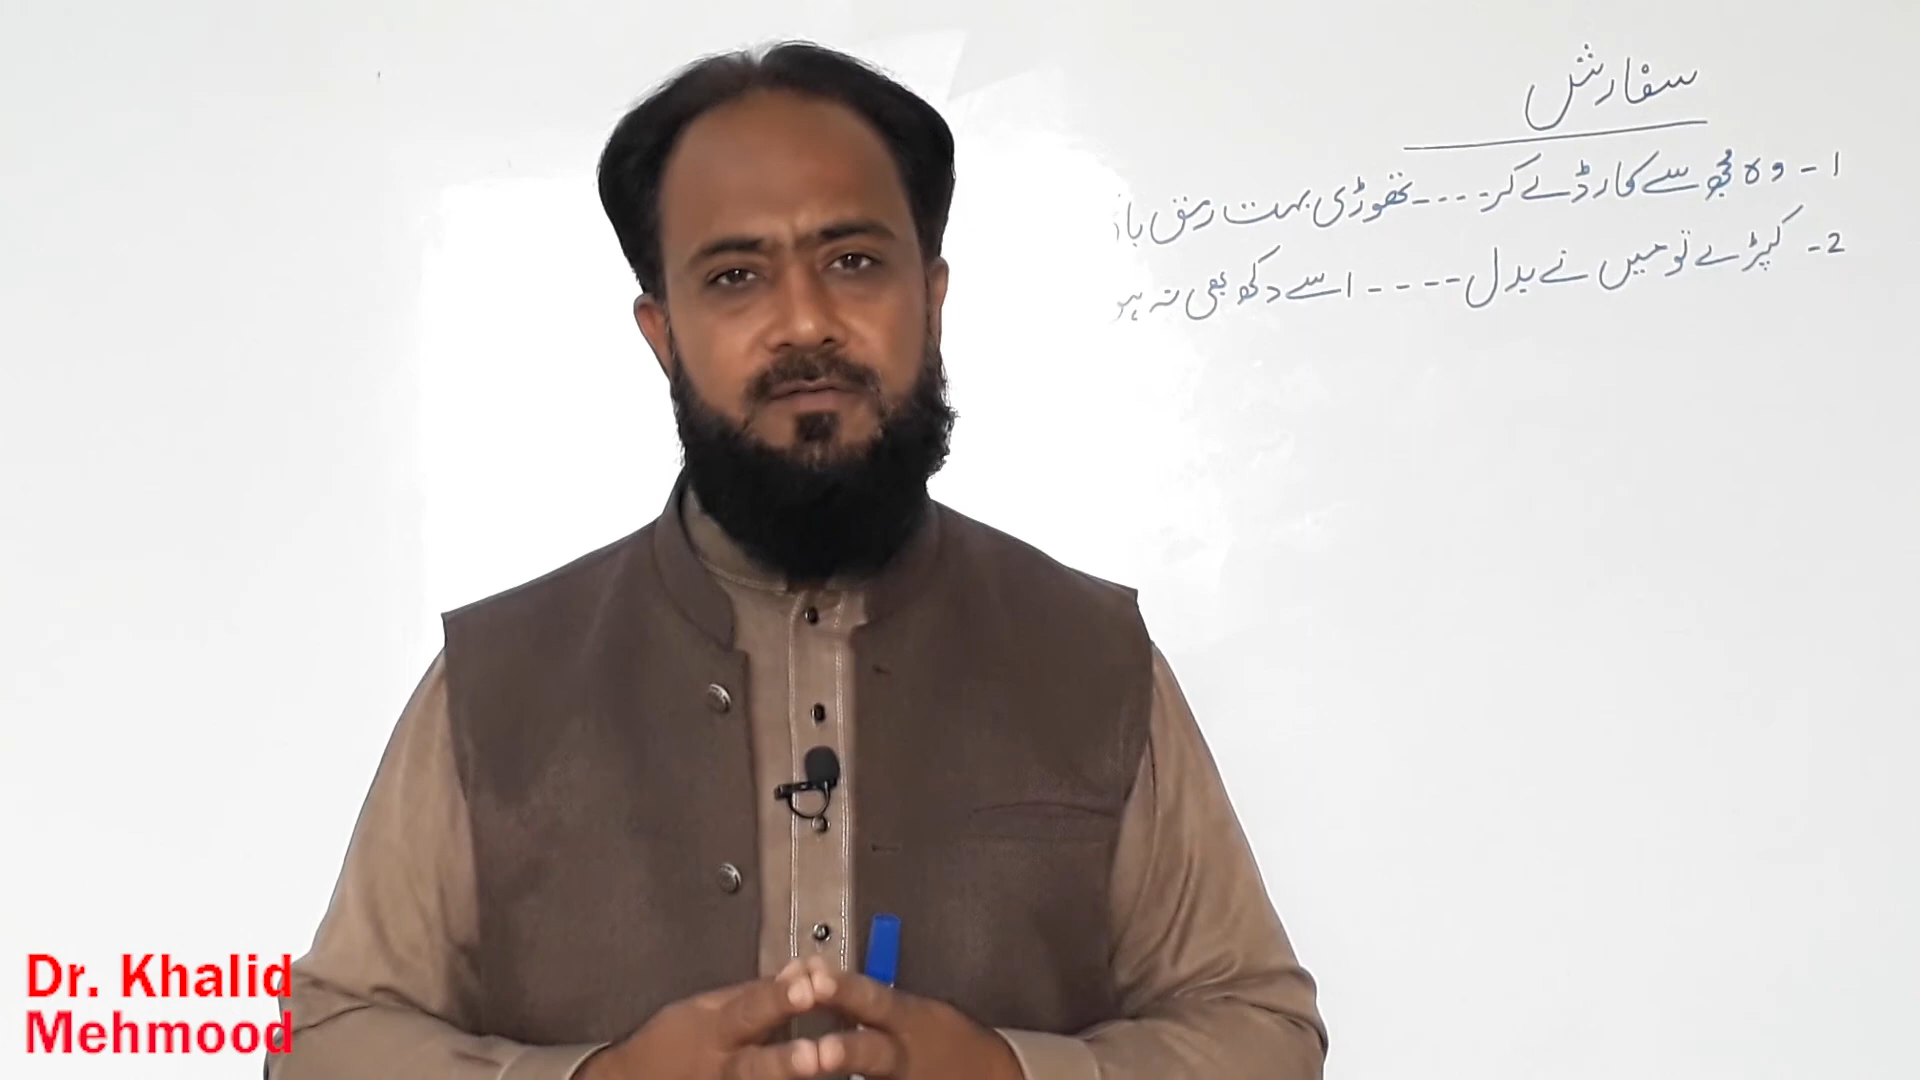 سفارش
1 - وہ مجھ سے کارڈ لے کر - - - - تھوڑی بہت رمق با
2 - کپڑے تو میں نے بدل - - - - اسے دکھ بھی نہ ہو
Dr. Khalid
Mehmood